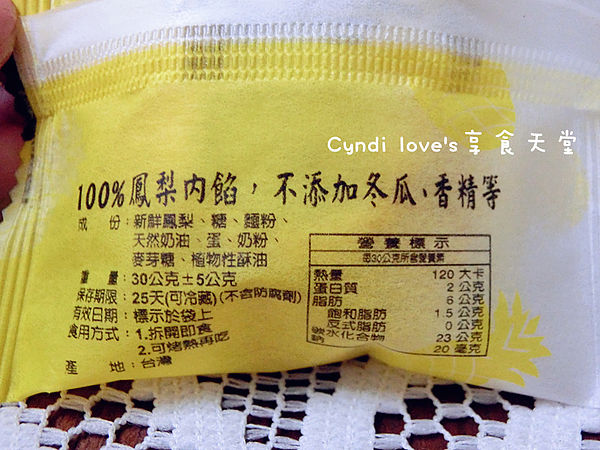 Cyndi love's享食天堂
100%鳳梨內餡，不添加冬瓜、香精等
成　份：新鮮鳳梨、糖、麵粉、
天然奶油、蛋、奶粉、
麥芽糖、植物性酥油
重　量：30公克±5公克
保存期限：25天(可冷藏)(不含防腐劑)
有效日期：標示於袋上
食用方式：1.拆開即食
2.可烤熱再吃
產　地：台灣
營養標示
每30公克所含營養素
熱量 120 大卡
蛋白質 2 公克
脂肪 6 公克
飽和脂肪 1.5 公克
反式脂肪 0 公克
碳水化合物 23 公克
鈉 20 毫克